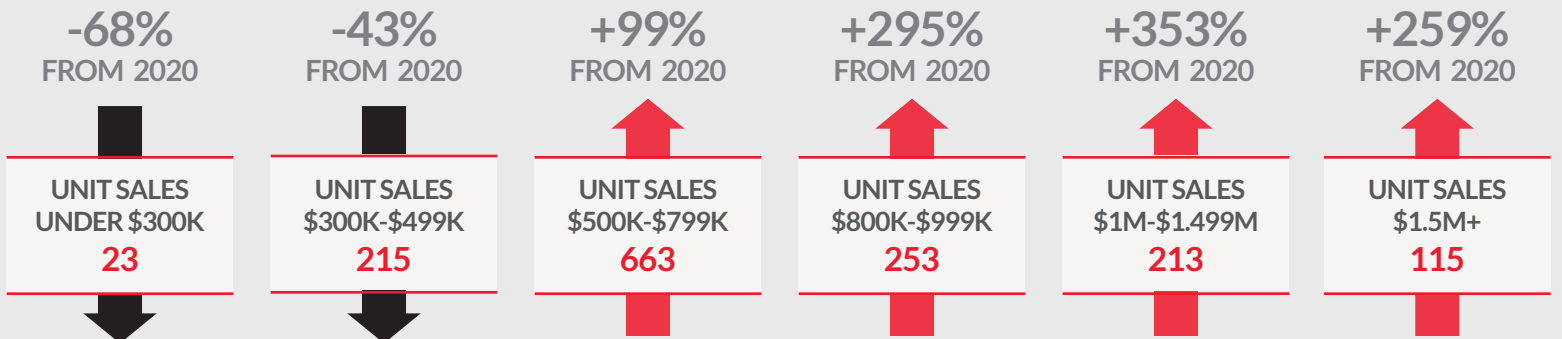 -68%
FROM 2020
UNIT SALES
UNDER $300K
23
-43%
FROM 2020
UNIT SALES
$300K-$499K
215
+99%
FROM 2020
UNIT SALES
$500K-$799K
663
+295%
FROM 2020
UNIT SALES
$800K-$999K
253
+353%
FROM 2020
UNIT SALES
$1M-$1.499M
213
+259%
FROM 2020
UNIT SALES
$1.5M+
115